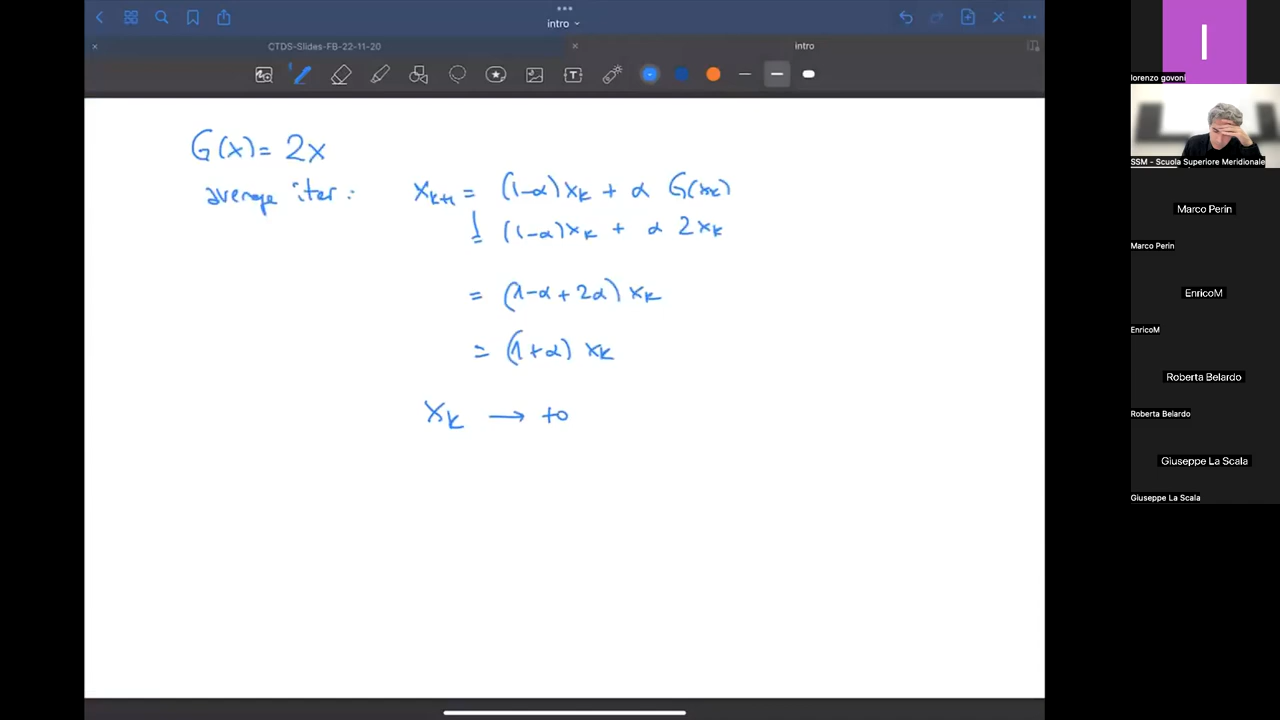 intro
CTDS-Slides-FB-22-11-20
intro
G(x) = 2x
average iter :
x_{k+1} = (1-α)x_k + α G(x_k)
= (1-α)x_k + α 2x_k
= (1-α+2α) x_k
= (1+α) x_k
x_k → +o
I
lorenzo govoni
SSM - Scuola Superiore Meridionale
Marco Perin
Marco Perin
EnricoM
EnricoM
Roberta Belardo
Roberta Belardo
Giuseppe La Scala
Giuseppe La Scala